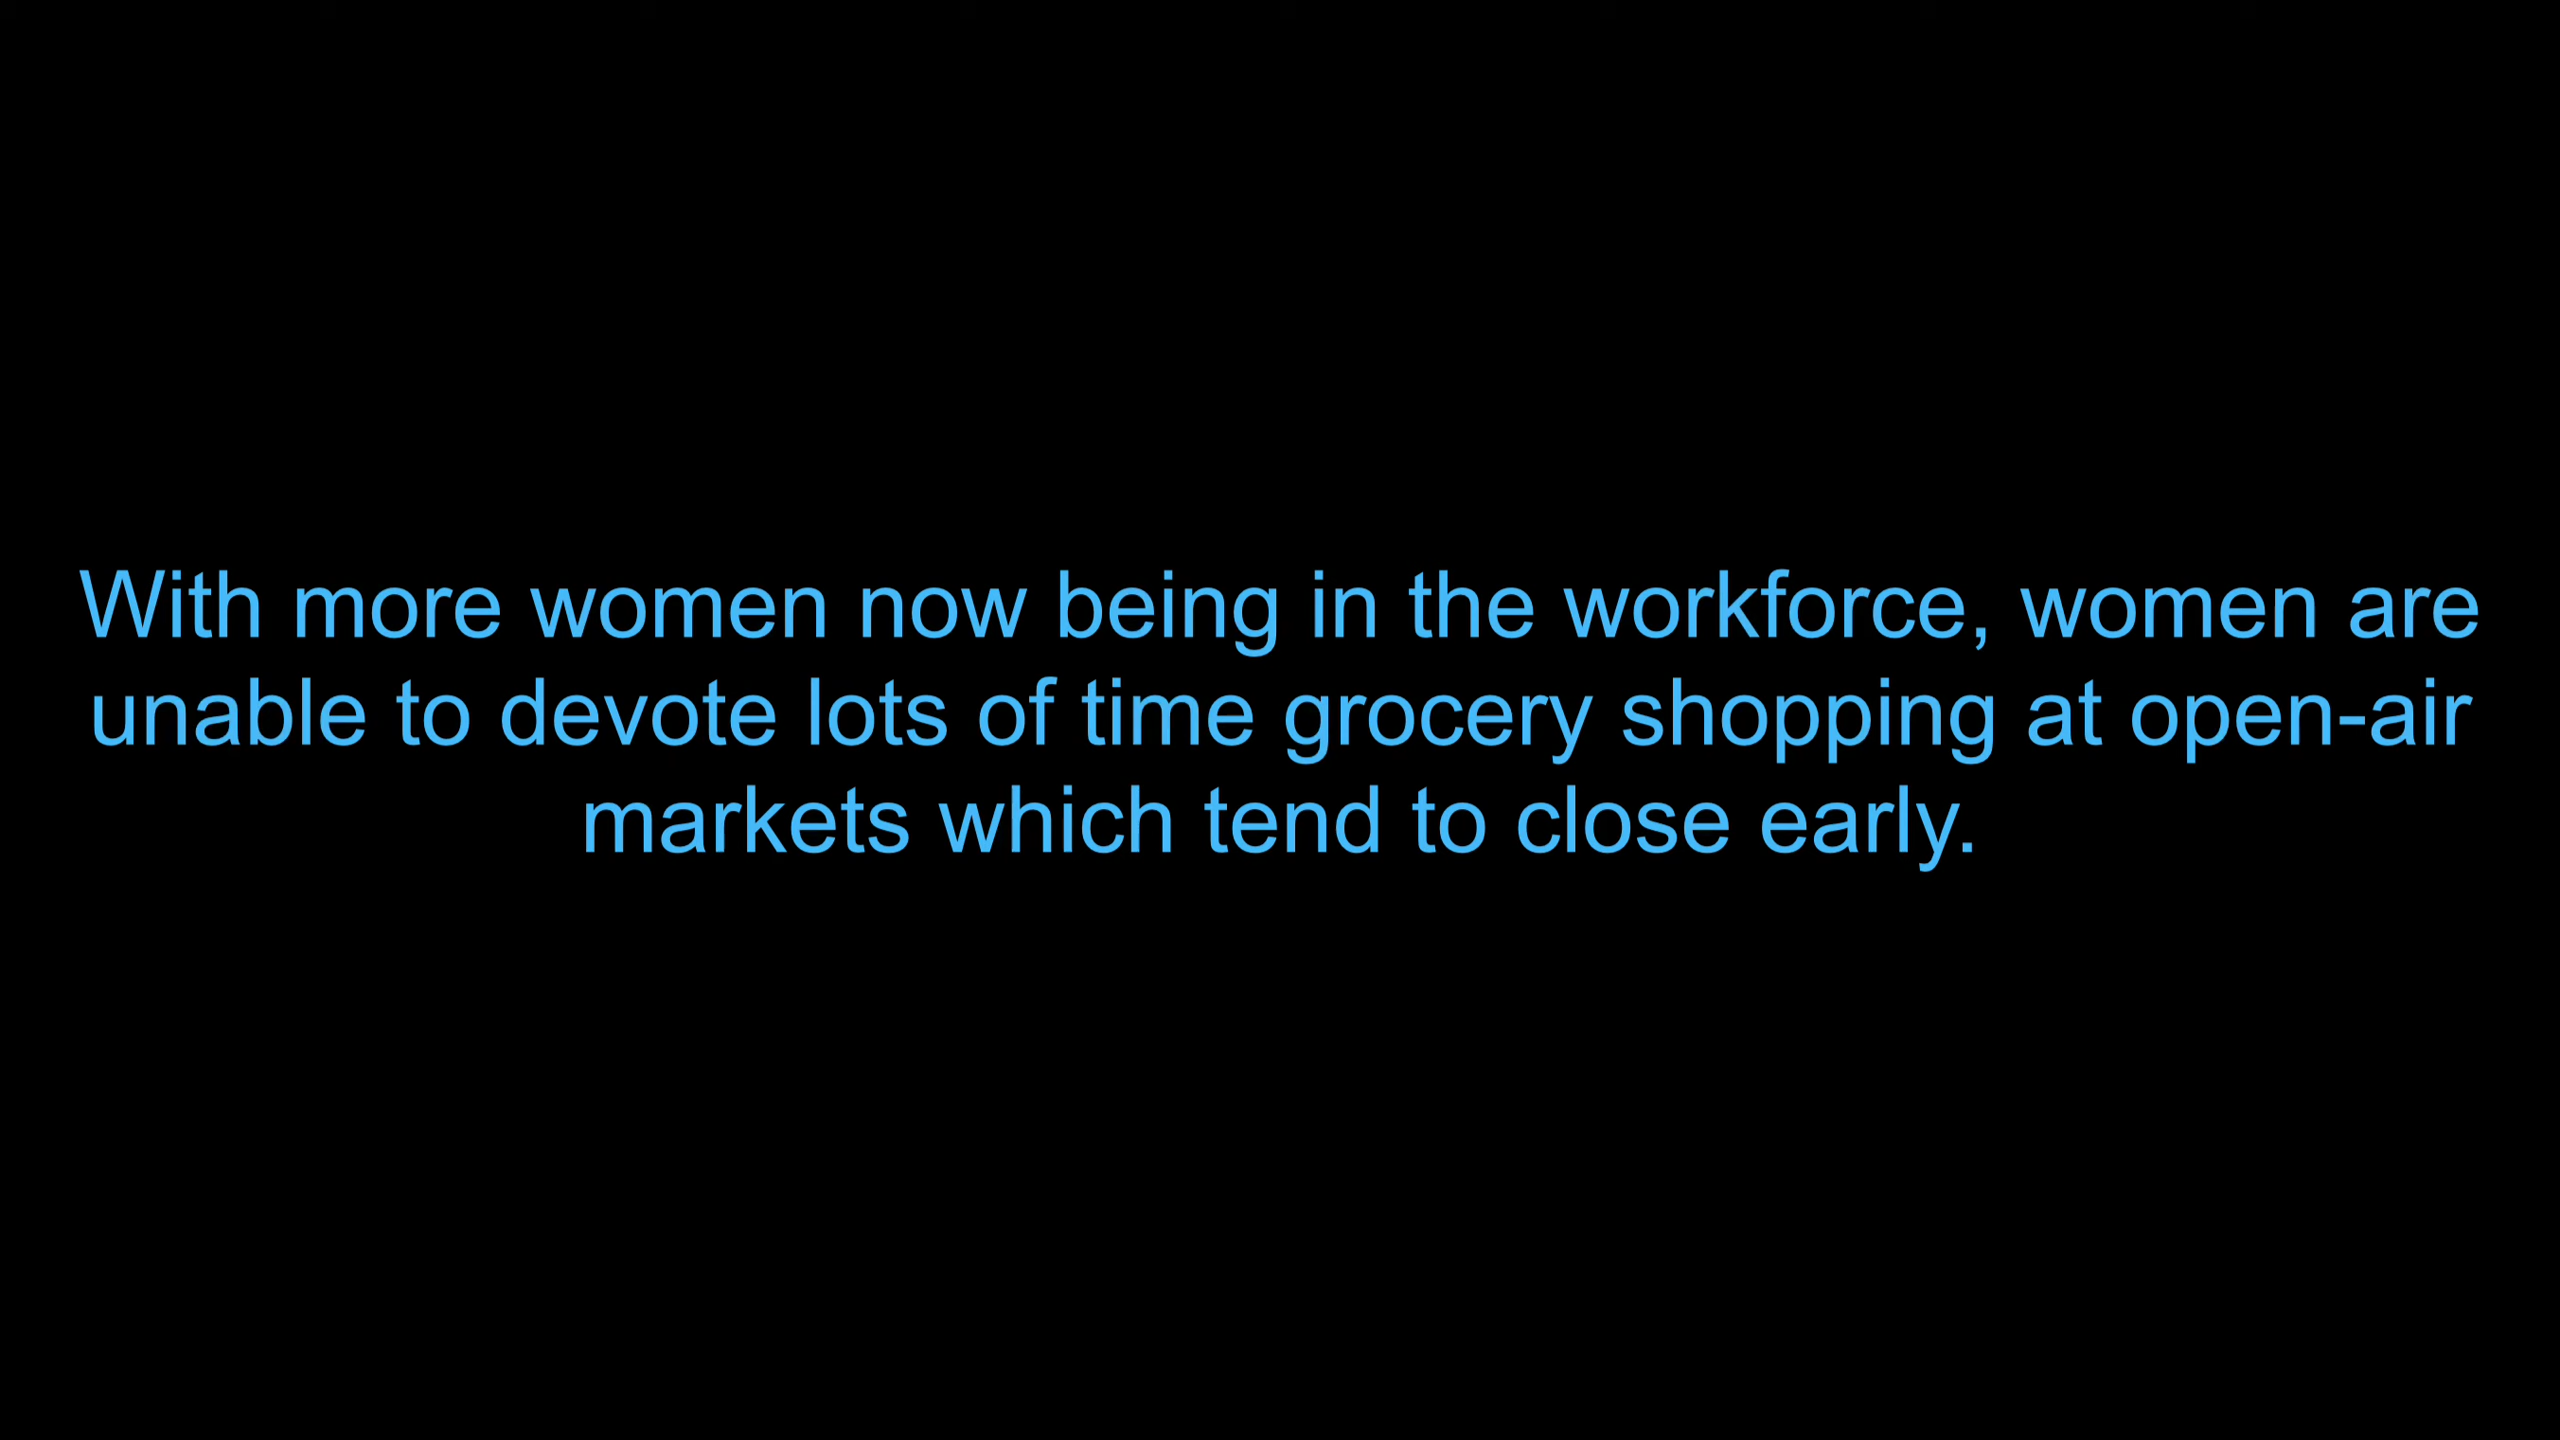 With more women now being in the workforce, women are
unable to devote lots of time grocery shopping at open-air
markets which tend to close early.